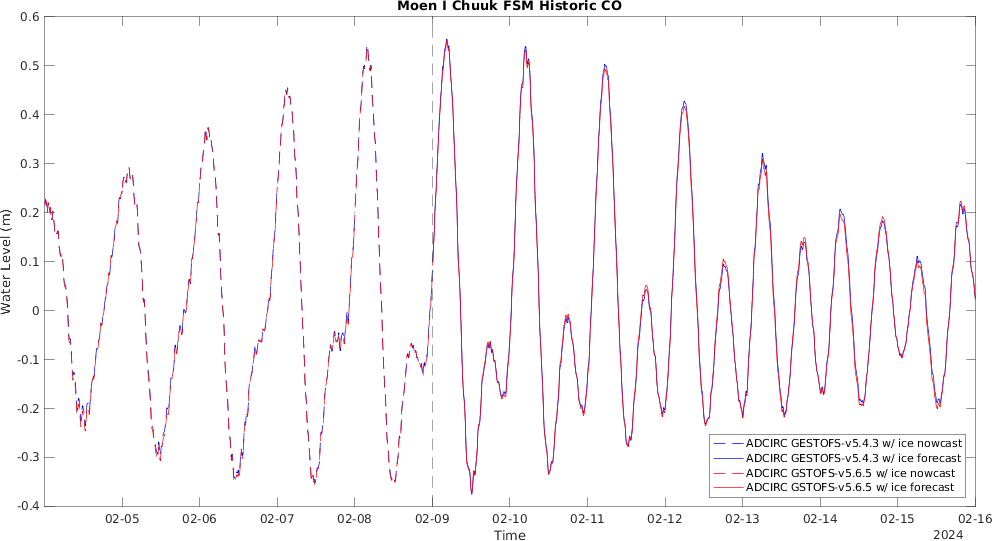 Moen I Chuuk FSM Historic CO
0.6
0.5
0.4
0.3
0.2
0.1
0
-0.1
-0.2
-0.3
-0.4
Water Level (m)
ADCIRC GESTOFS-v5.4.3 w/ ice nowcast
ADCIRC GESTOFS-v5.4.3 w/ ice forecast
ADCIRC GSTOFS-v5.6.5 w/ ice nowcast
ADCIRC GSTOFS-v5.6.5 w/ ice forecast
02-05 02-06 02-07 02-08 02-09 02-10 02-11 02-12 02-13 02-14 02-15 02-16
Time
2024